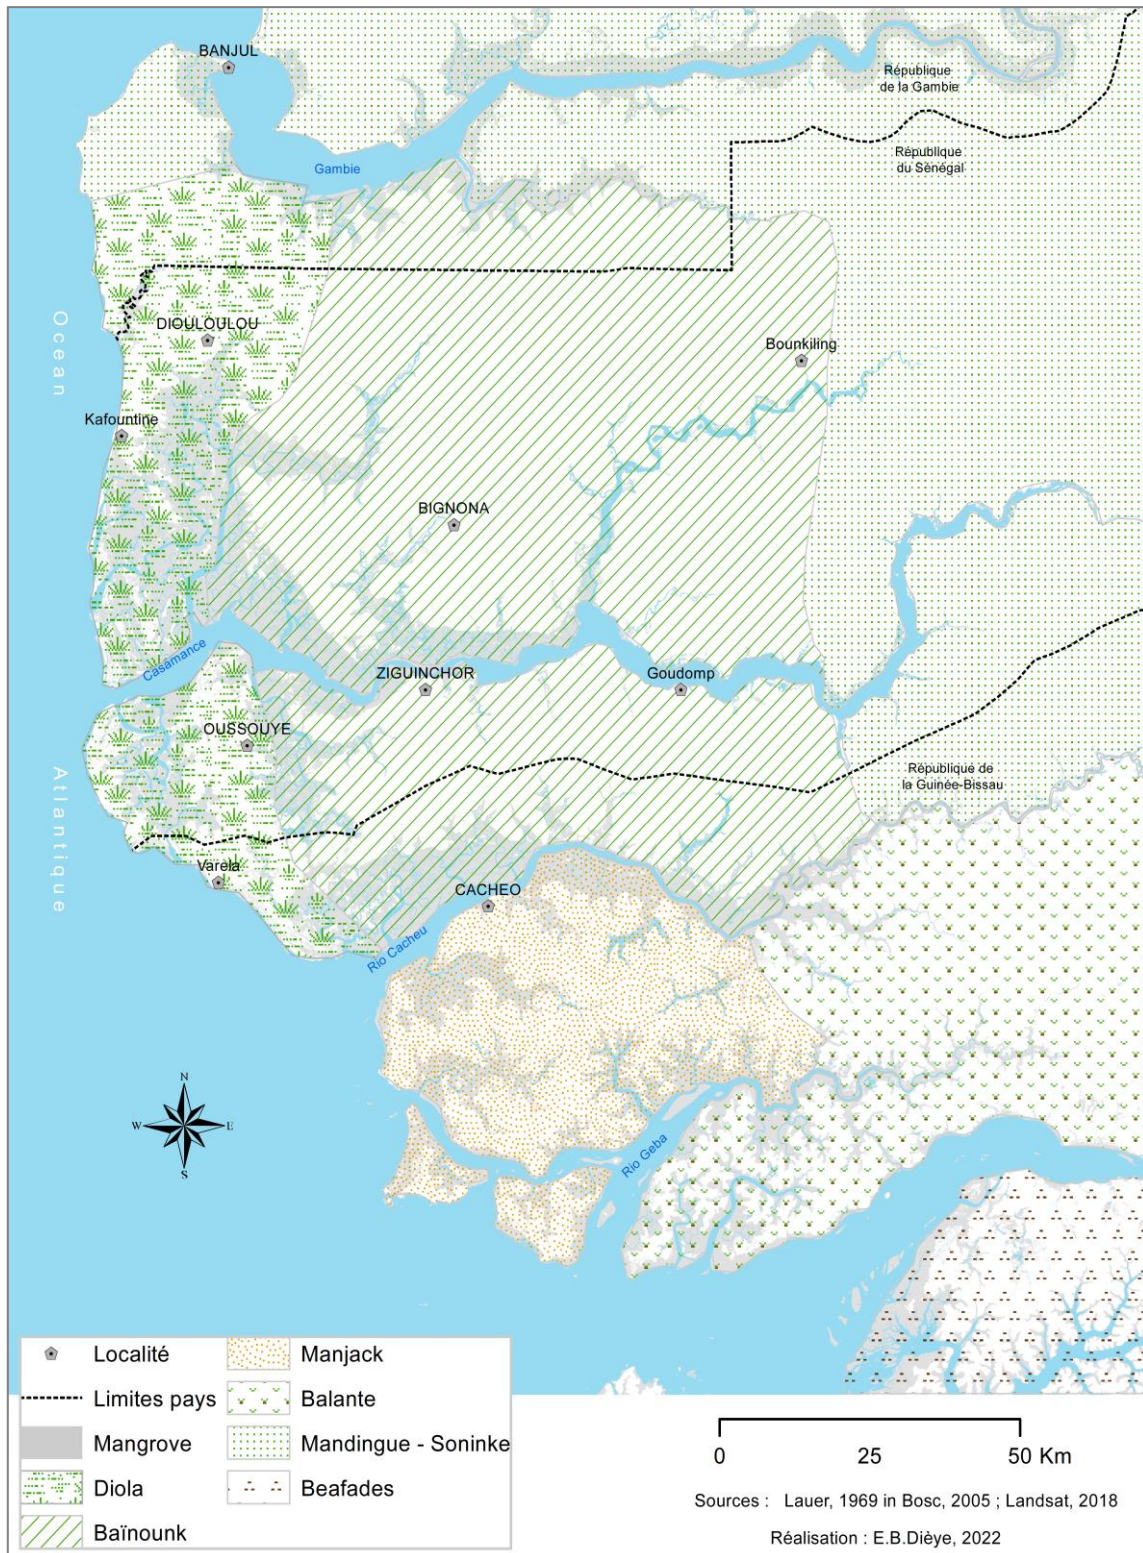 BANJUL
République
de la Gambie
République
du Sénégal
Gambie
Ocean
DIOULOULOU
Bounkiling
Kafountine
BIGNONA
Casamance
ZIGUINCHOR
Goudomp
OUSSOUYE
Atlantique
République de
la Guinée-Bissau
Varela
CACHEO
Rio Cacheu
N
W
E
S
Rio Geba
Localité
Limites pays
Mangrove
Diola
Baïnounk
Manjack
Balante
Mandingue - Soninke
Beafades
0 25 50 Km
Sources : Lauer, 1969 in Bosc, 2005 ; Landsat, 2018
Réalisation : E.B.Dièye, 2022